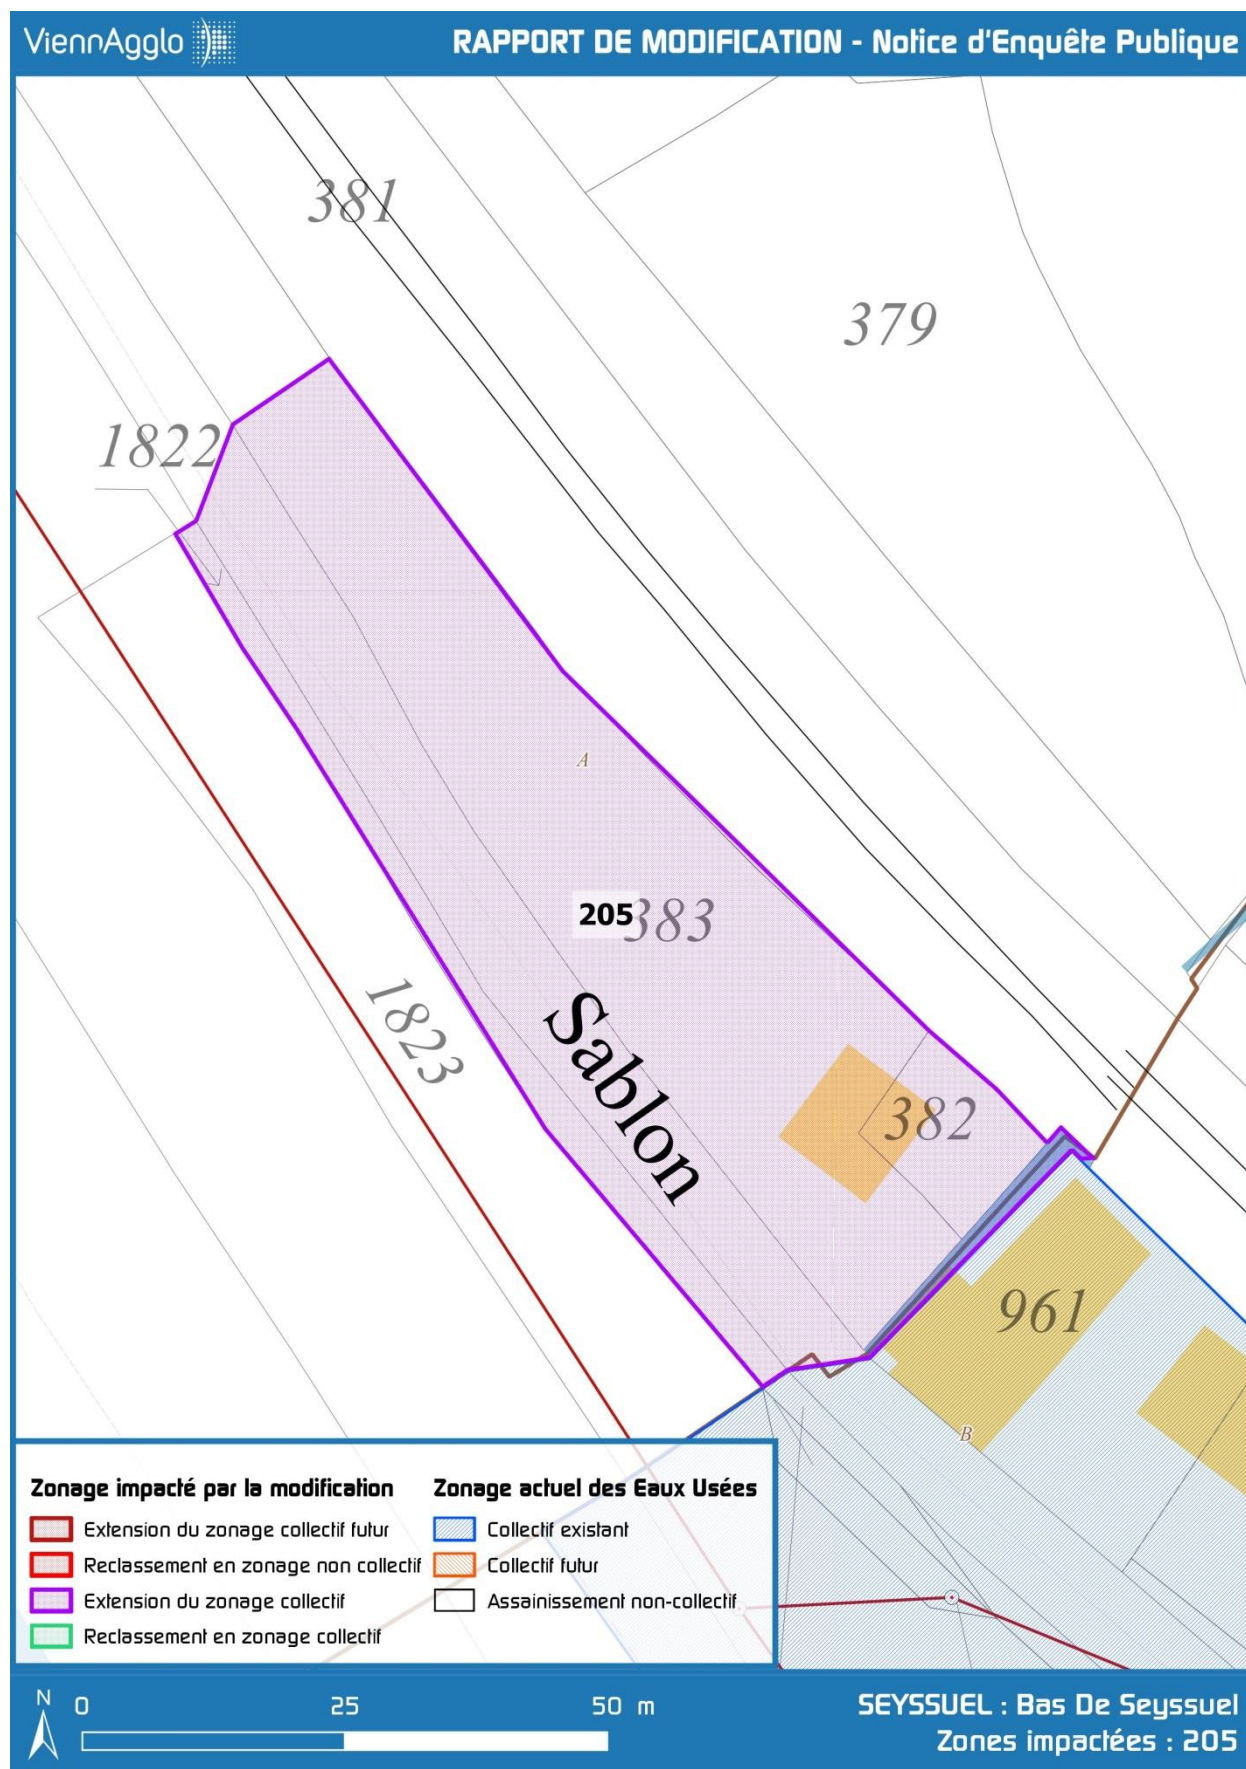 ViennAgglo
RAPPORT DE MODIFICATION - Notice d'Enquête Publique
381
379
1822
A
205
383
1823
Sablon
382
961
B
Zonage impacté par la modification
Extension du zonage collectif futur
Reclassement en zonage non collectif
Extension du zonage collectif
Reclassement en zonage collectif
Zonage actuel des Eaux Usées
Collectif existant
Collectif futur
Assainissement non-collectif
N
0 25 50 m
SEYSSUEL : Bas De Seyssuel
Zones impactées : 205